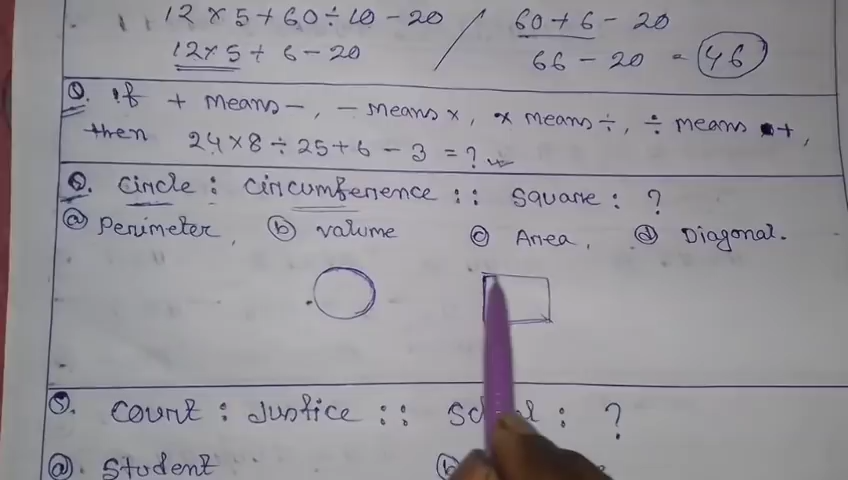 12 × 5 + 60 ÷ 10 - 20
12×5 + 6 - 20
60 + 6 - 20
66 - 20 = 46
Q. if + means -, - means ×, × means ÷, ÷ means +,
then 24 × 8 ÷ 25 + 6 - 3 = ?
Q. Circle : Circumference :: Square : ?
(a) Perimeter, (b) Valume (c) Area, (d) Diagonal.
Q. Court : Justice :: : ?
(a) Student (b)